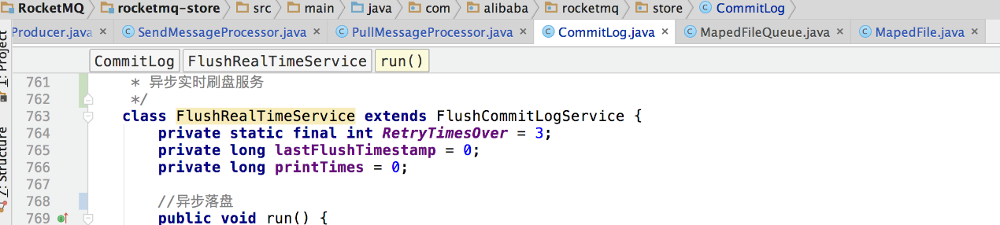 RocketMQ rocketmq-store src main java com alibaba rocketmq store CommitLog
Producer.java SendMessageProcessor.java PullMessageProcessor.java CommitLog.java MapedFileQueue.java MapedFile.java
1: Project
7: Structure
CommitLog FlushRealTimeService run()
761 * 异步实时刷盘服务
762 */
763 class FlushRealTimeService extends FlushCommitLogService {
764 private static final int RetryTimesOver = 3;
765 private long lastFlushTimestamp = 0;
766 private long printTimes = 0;
767
768 //异步落盘
769 public void run() {